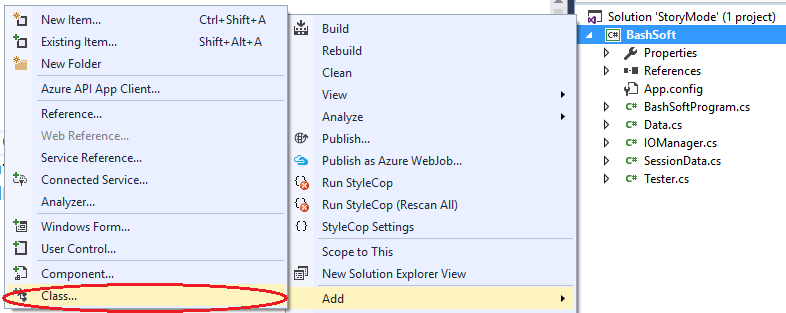 New Item... Ctrl+Shift+A
Existing Item... Shift+Alt+A
New Folder
Azure API App Client...
Reference...
Web Reference...
Service Reference...
Connected Service...
Analyzer...
Windows Form...
User Control...
Component...
Class...
Build
Rebuild
Clean
View
Analyze
Publish...
Publish as Azure WebJob...
Run StyleCop
Run StyleCop (Rescan All)
StyleCop Settings
Scope to This
New Solution Explorer View
Add
Solution 'StoryMode' (1 project)
C# BashSoft
Properties
References
App.config
C# BashSoftProgram.cs
C# Data.cs
C# IOManager.cs
C# SessionData.cs
C# Tester.cs